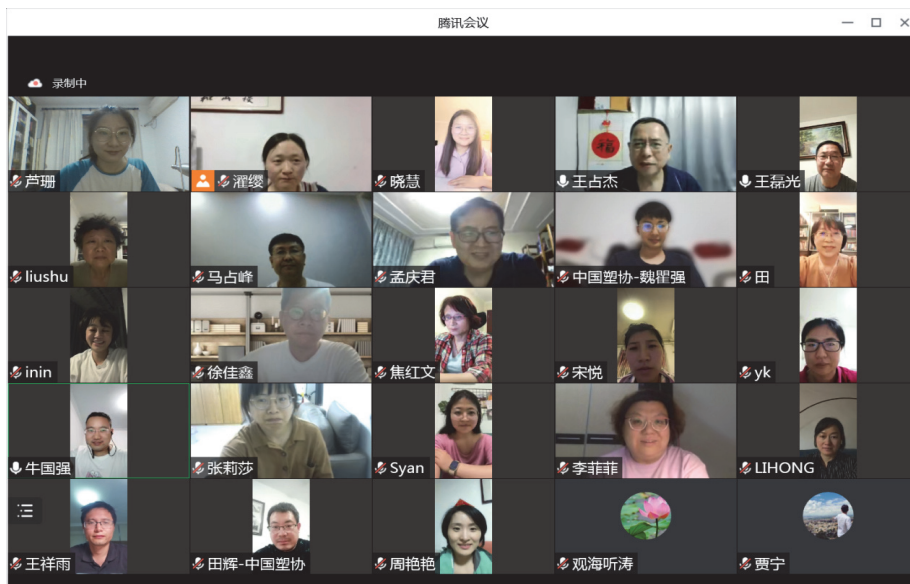 腾讯会议
录制中
芦珊
濯缨
晓慧
王占杰
王磊光
liushu
马占峰
孟庆君
中国塑协-魏瞿强
田
inin
徐佳鑫
焦红文
宋悦
yk
牛国强
张莉莎
Syan
李菲菲
LIHONG
王祥雨
田辉-中国塑协
周艳艳
观海听涛
贾宁
福